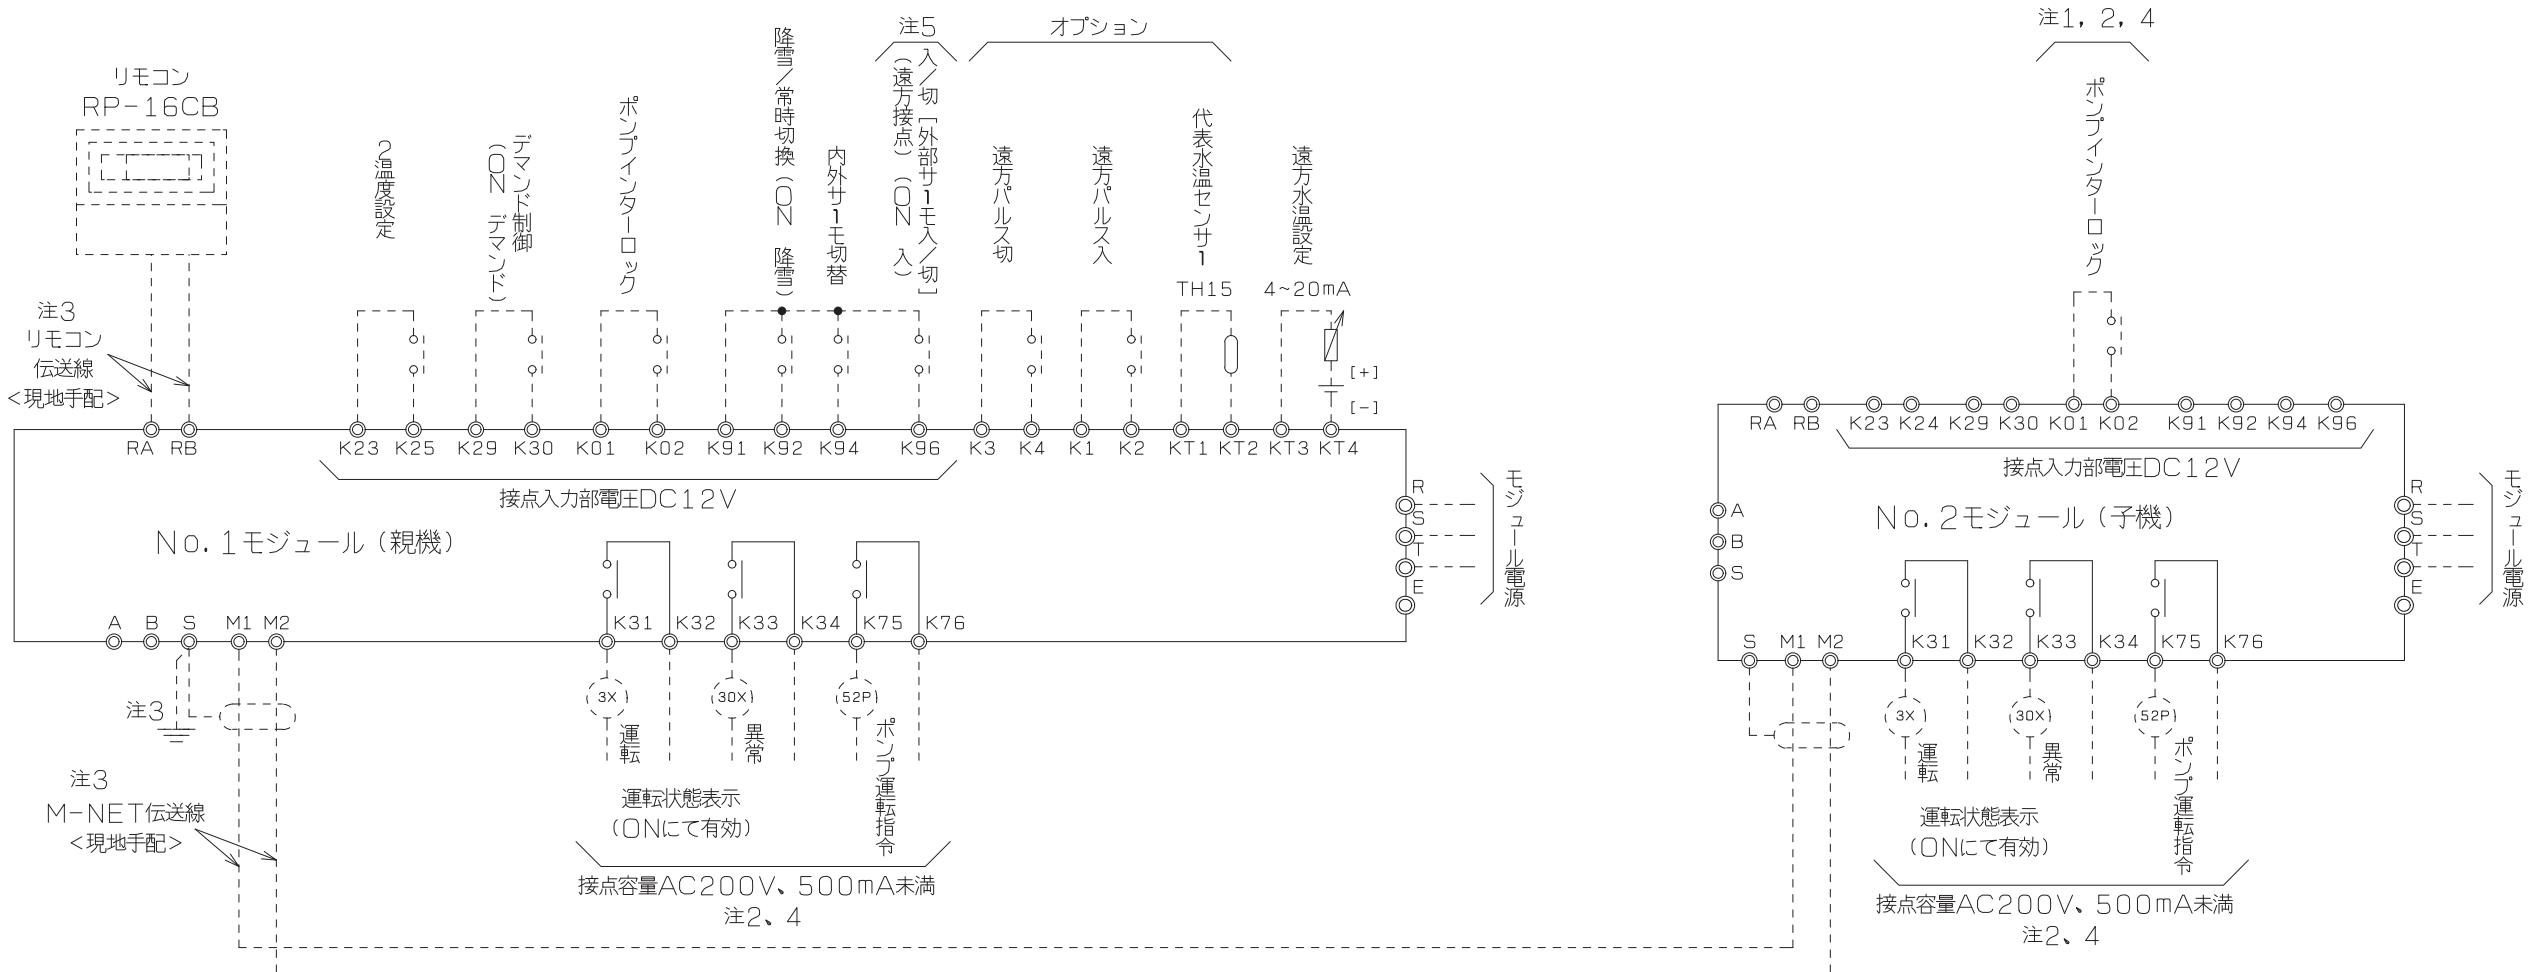 リモコン
RP-16CB
注3
リモコン
伝送線
<現地手配>
2温度設定
デマンド制御
(ON デマンド)
ポンプインターロック
降雪/常時切換(ON 降雪)
内外サ1モ切替
注5
入/切[外部サ1モ入/切]
(遠方接点)(ON 入)
オプション
遠方パルス切
遠方パルス入
代表水温センサ1
TH15
遠方水温設定
4~20mA
[+]
[-]
RA RB K23 K25 K29 K30 K01 K02 K91 K92 K94 K96 K3 K4 K1 K2 KT1 KT2 KT3 KT4
接点入力部電圧DC12V
No.1モジュール(親機)
R
S
T
E
モジュール電源
A B S M1 M2 K31 K32 K33 K34 K75 K76
3X
30X
52P
運転
異常
ポンプ運転指令
注3
注3
M-NET伝送線
<現地手配>
運転状態表示
(ONにて有効)
接点容量AC200V、500mA未満
注2、4
注1,2,4
ポンプインターロック
RA RB K23 K24 K29 K30 K01 K02 K91 K92 K94 K96
接点入力部電圧DC12V
No.2モジュール(子機)
A
B
S
R
S
T
E
モジュール電源
S M1 M2 K31 K32 K33 K34 K75 K76
3X
30X
52P
運転
異常
ポンプ運転指令
運転状態表示
(ONにて有効)
接点容量AC200V、500mA未満
注2、4